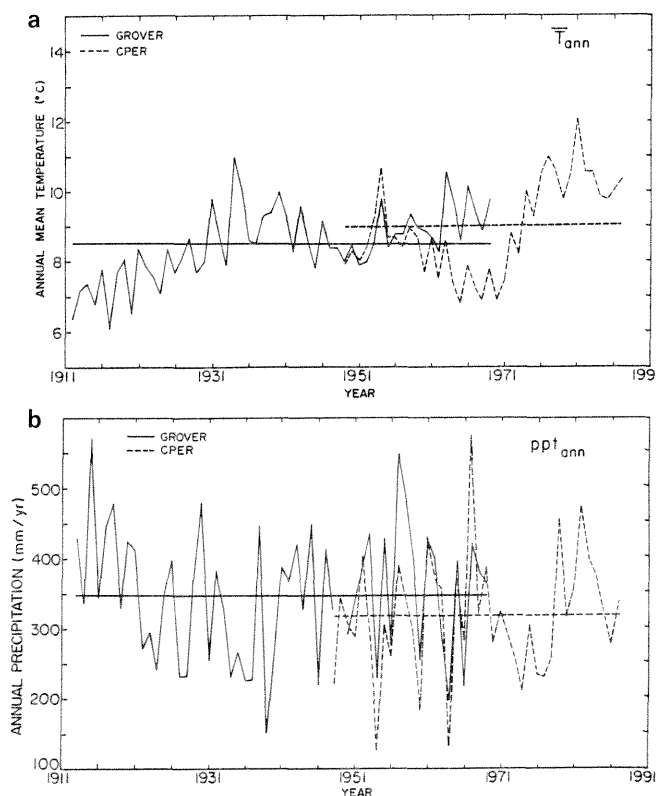 a
GROVER
CPER
T̅ann
14
12
10
8
6
ANNUAL MEAN TEMPERATURE (°C)
1911 1931 1951 1971 1991
YEAR
b
GROVER
CPER
pptann
500
400
300
200
100
ANNUAL PRECIPITATION (mm/yr)
1911 1931 1951 1971 1991
YEAR